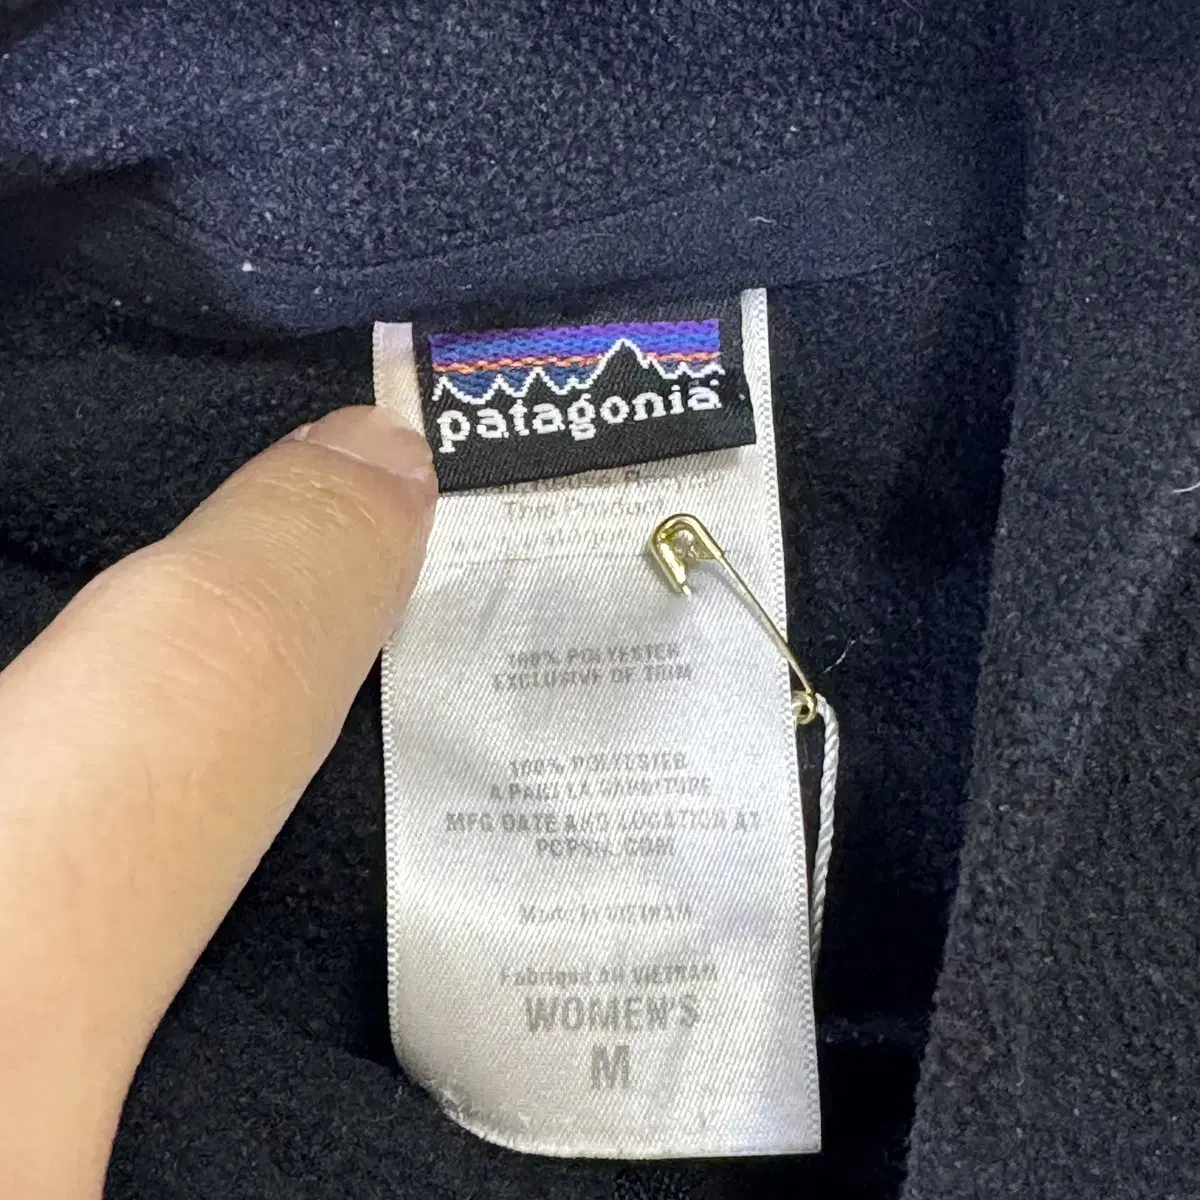 patagonia
100% POLYESTER
EXCLUSIVE OF TRIM
100% POLYESTER
A PART LA GARNITURE
MFG DATE AND LOCATION AT
PCPSIL.COM
Made in VIETNAM
Fabriqué au VIETNAM
WOMEN'S
M